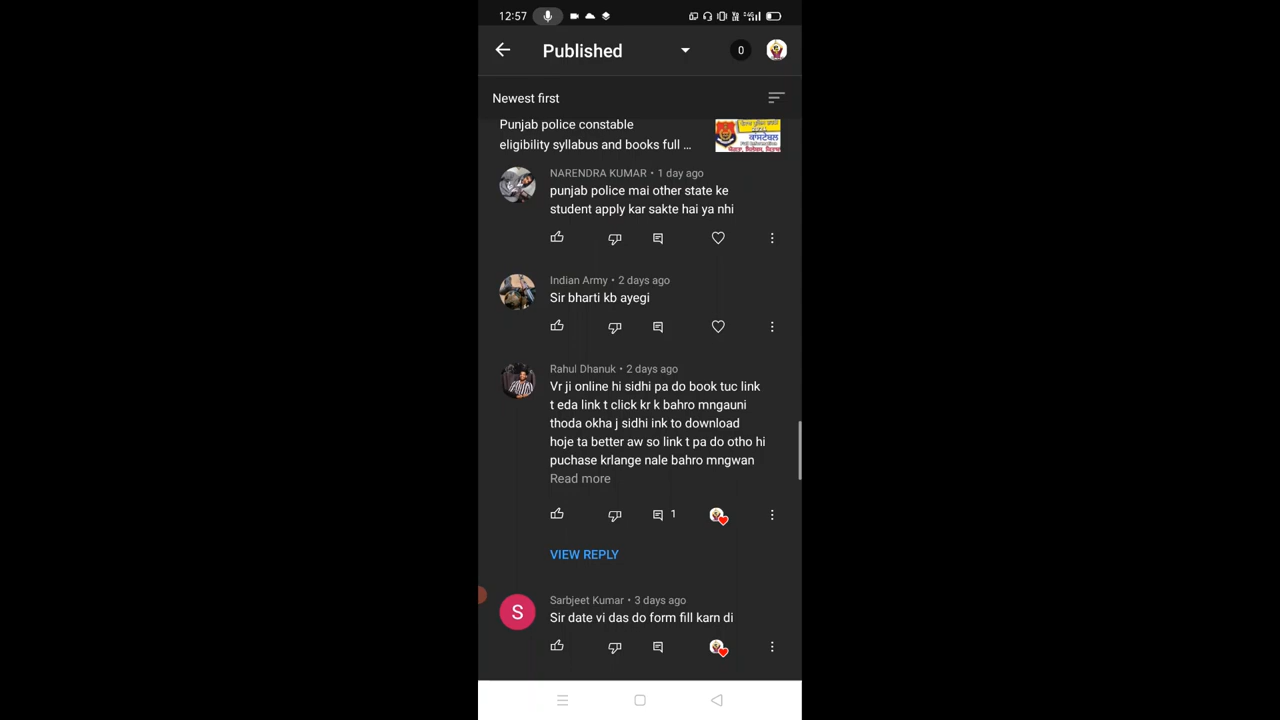 12:57
Published
0
Newest first
Punjab police constable
eligibility syllabus and books full ...
कांस्टेबल
NARENDRA KUMAR • 1 day ago
punjab police mai other state ke
student apply kar sakte hai ya nhi
Indian Army • 2 days ago
Sir bharti kb ayegi
Rahul Dhanuk • 2 days ago
Vr ji online hi sidhi pa do book tuc link
t eda link t click kr k bahro mngauni
thoda okha j sidhi ink to download
hoje ta better aw so link t pa do otho hi
puchase krlange nale bahro mngwan
Read more
1
VIEW REPLY
S
Sarbjeet Kumar • 3 days ago
Sir date vi das do form fill karn di